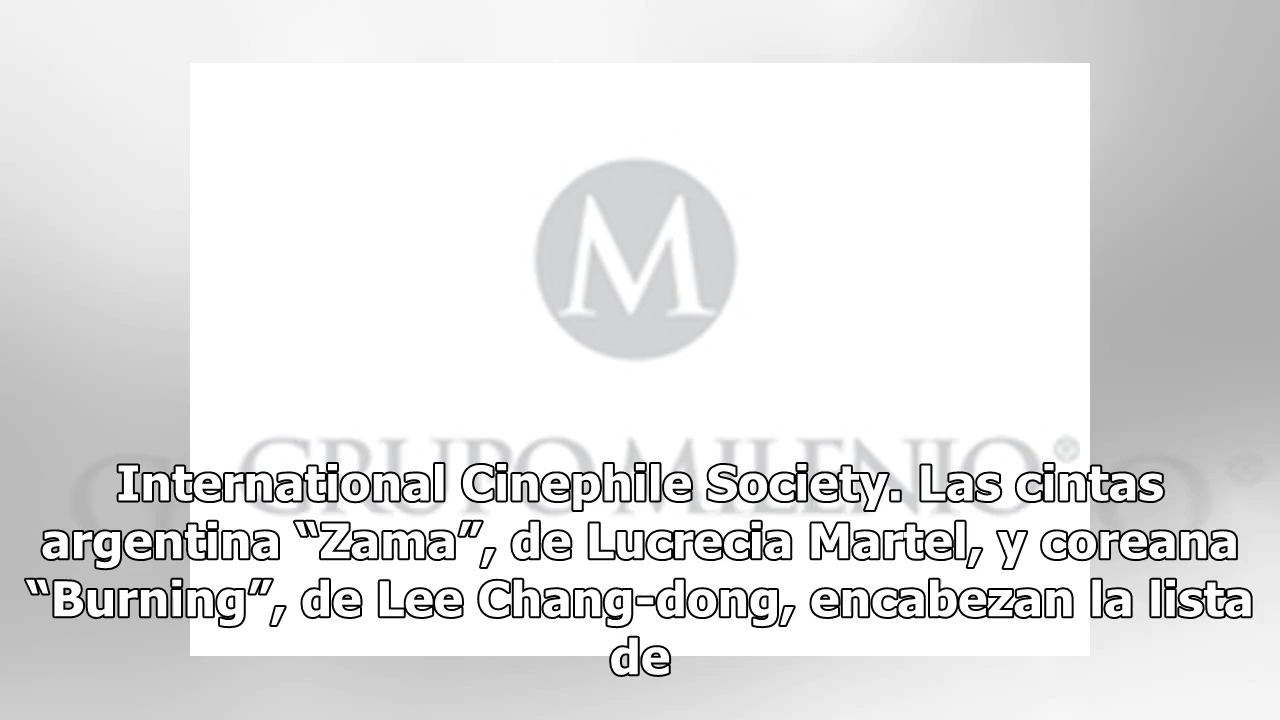 M
GRUPO MILENIO®
International Cinephile Society. Las cintas
argentina “Zama”, de Lucrecia Martel, y coreana
“Burning”, de Lee Chang-dong, encabezan la lista
de